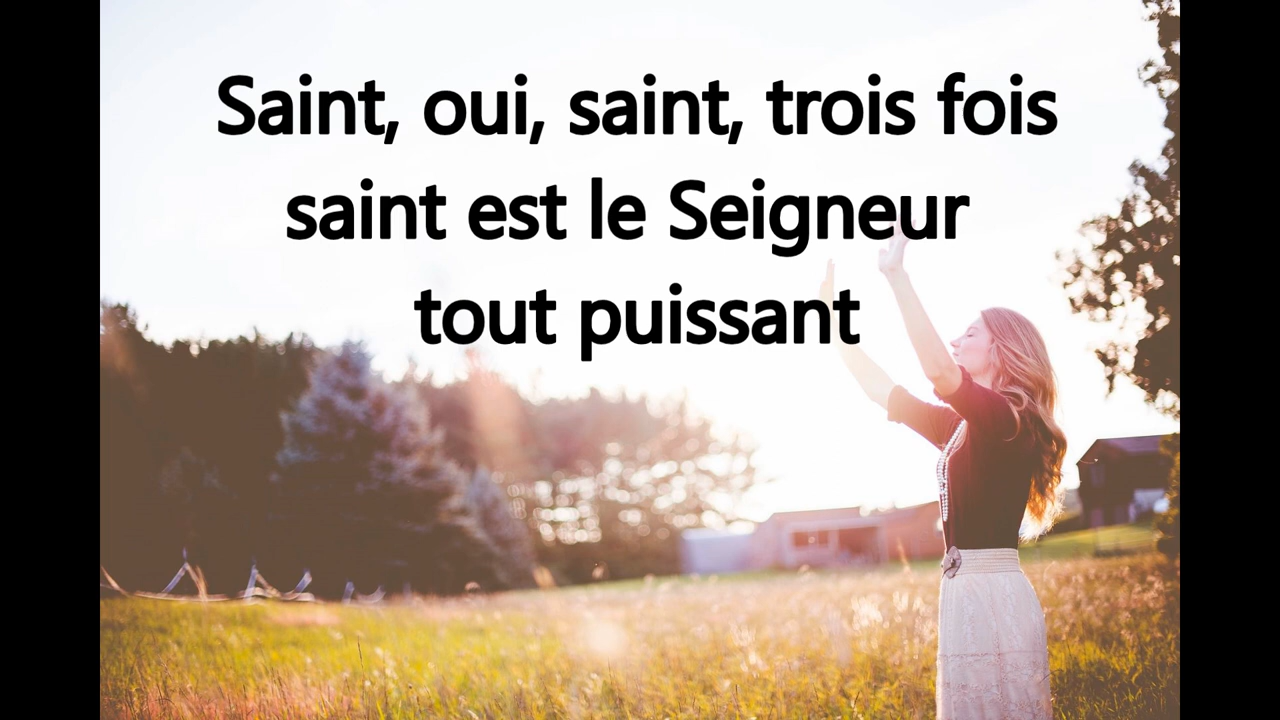 Saint, oui, saint, trois fois
saint est le Seigneur
tout puissant